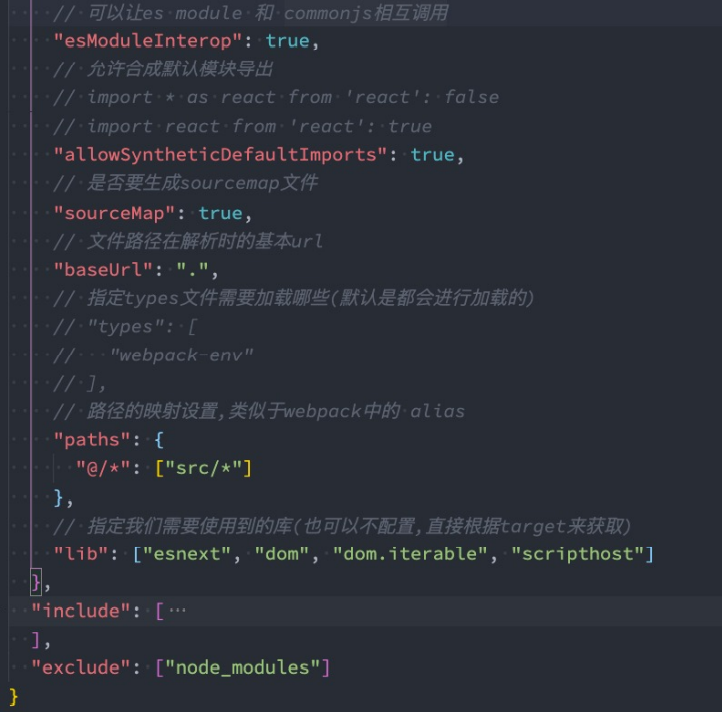 // 可以让es module 和 commonjs相互调用
"esModuleInterop": true,
// 允许合成默认模块导出
// import * as react from 'react': false
// import react from 'react': true
"allowSyntheticDefaultImports": true,
// 是否要生成sourcemap文件
"sourceMap": true,
// 文件路径在解析时的基本url
"baseUrl": ".",
// 指定types文件需要加载哪些(默认是都会进行加载的)
// "types": [
//   "webpack-env"
// ],
// 路径的映射设置,类似于webpack中的 alias
"paths": {
"@/*": ["src/*"]
},
// 指定我们需要使用到的库(也可以不配置,直接根据target来获取)
"lib": ["esnext", "dom", "dom.iterable", "scripthost"]
},
"include": [ ···
],
"exclude": ["node_modules"]
}